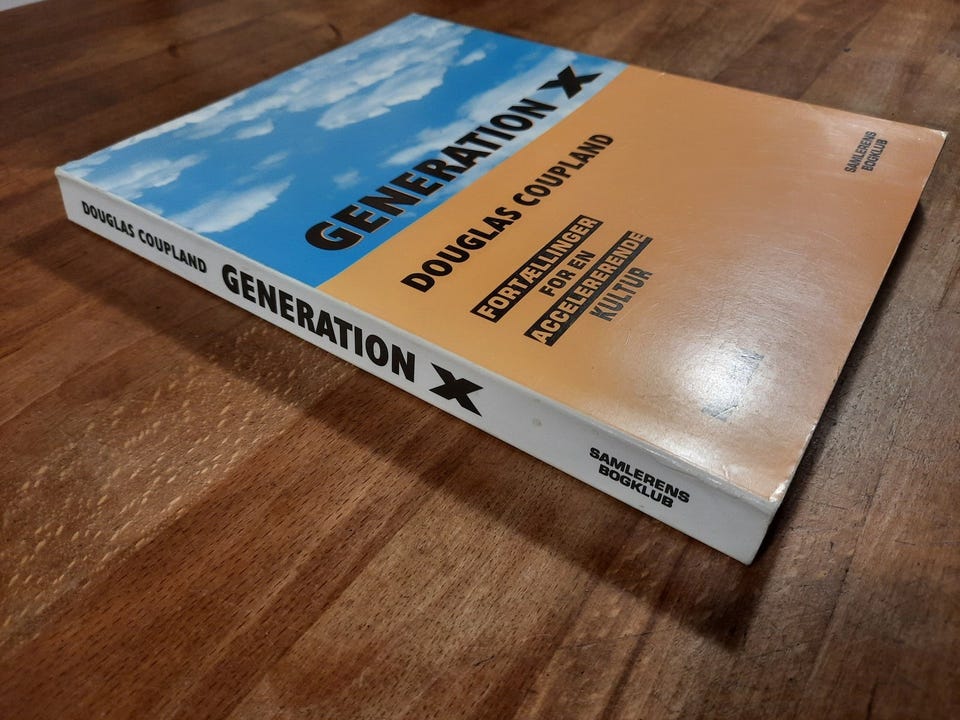 GENERATION X
DOUGLAS COUPLAND
FORTÆLLINGER
FOR EN
ACCELERERENDE
KULTUR
SAMLERENS
BOGKLUB
DOUGLAS COUPLAND GENERATION X
SAMLERENS
BOGKLUB